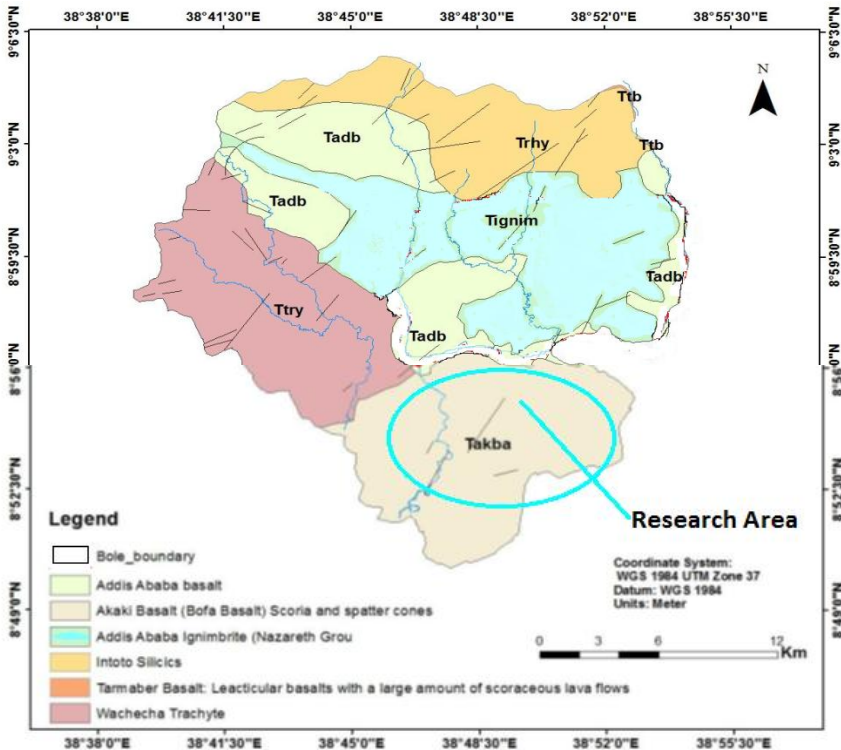 38°38'0"E 38°41'30"E 38°45'0"E 38°48'30"E 38°52'0"E 38°55'30"E
9°6'3.0"N 9°6'3.0"N
N
Ttb
Tadb Trhy Ttb
9°3'0"N 9°3'0"N
Tadb Tignim
8°59'30"N 8°59'30"N
Tadb
Ttry
Tadb
8°56'0"N 8°56'0"N
Takba
8°52'30"N 8°52'30"N
Research Area
Legend
Bole_boundary
Addis Ababa basalt
Akaki Basalt (Bofa Basalt) Scoria and spatter cones
Addis Ababa Ignimbrite (Nazareth Grou
Intoto Silicics
Tarmaber Basalt: Leacticular basalts with a large amount of scoraceous lava flows
Wachecha Trachyte
Coordinate System:
WGS 1984 UTM Zone 37
Datum: WGS 1984
Units: Meter
8°49'0"N 8°49'0"N
0 3 6 12
Km
38°38'0"E 38°41'30"E 38°45'0"E 38°48'30"E 38°52'0"E 38°55'30"E